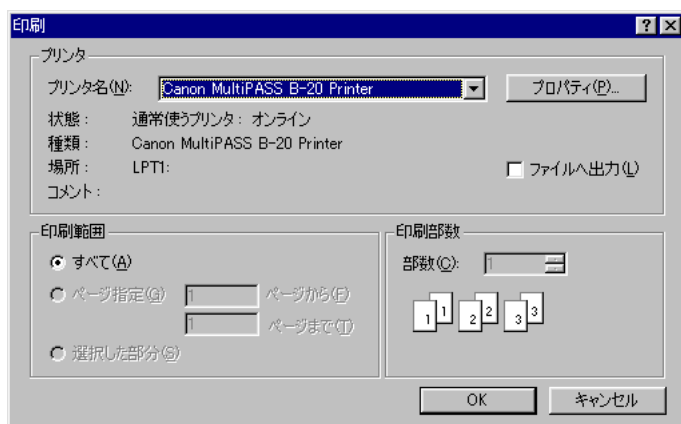 印刷
プリンタ
プリンタ名(N): Canon MultiPASS B-20 Printer プロパティ(P)...
状態： 通常使うプリンタ： オンライン
種類： Canon MultiPASS B-20 Printer
場所： LPT1: ファイルへ出力(L)
コメント：
印刷範囲
すべて(A)
ページ指定(G) 1 ページから(F)
1 ページまで(T)
選択した部分(S)
印刷部数
部数(C): 1
1 1 2 2 3 3
OK キャンセル